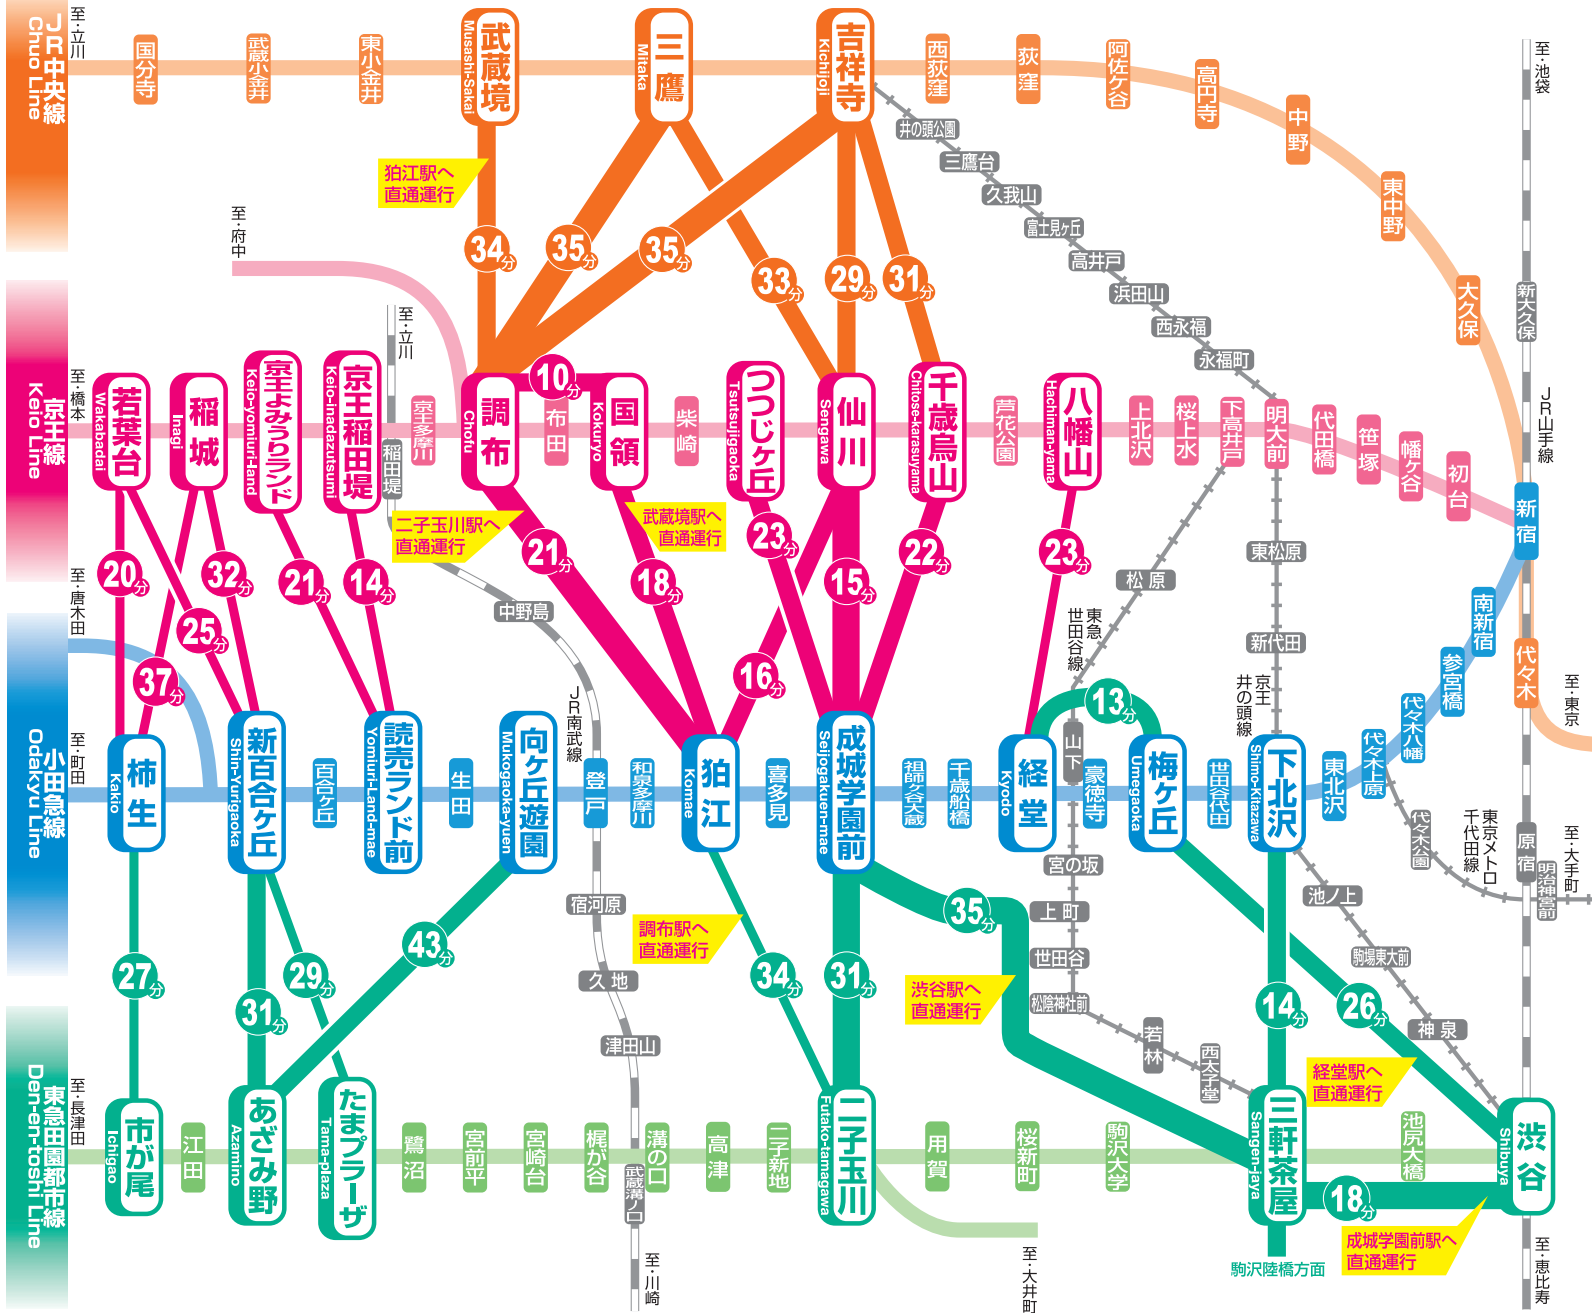 JR中央線
Chuo Line
至・立川
国分寺
武蔵小金井
東小金井
武蔵境
Musashi-Sakai
三鷹
Mitaka
吉祥寺
Kichijoji
西荻窪
荻窪
阿佐ケ谷
高円寺
中野
東中野
大久保
至・池袋
新大久保
JR山手線
井の頭公園
三鷹台
久我山
富士見ヶ丘
高井戸
浜田山
西永福
永福町
狛江駅へ
直通運行
34分
35分
35分
33分
29分
31分
至・府中
至・立川
京王線
Keio Line
至・橋本
若葉台
Wakabadai
稲城
Inagi
京王よみうりランド
Keio-yomiuri-land
京王稲田堤
Keio-inadazutsumi
稲田堤
京王多摩川
調布
Chofu
10分
布田
国領
Kokuryo
柴崎
つつじヶ丘
Tsutsujigaoka
仙川
Sengawa
千歳烏山
Chitose-karasuyama
芦花公園
八幡山
Hachiman-yama
上北沢
桜上水
下高井戸
明大前
代田橋
笹塚
幡ヶ谷
初台
新宿
二子玉川駅へ
直通運行
武蔵境駅へ
直通運行
20分
25分
37分
32分
21分
14分
21分
18分
16分
23分
15分
22分
23分
中野島
松原
東急
世田谷線
東松原
新代田
京王
井の頭線
南新宿
参宮橋
代々木八幡
代々木上原
代々木
至・東京
小田急線
Odakyu Line
至・唐木田
至・町田
柿生
Kakio
新百合ヶ丘
Shin-Yurigaoka
百合ヶ丘
読売ランド前
Yomiuri-Land-mae
生田
向ヶ丘遊園
Mukogaoka-yuen
JR南武線
登戸
和泉多摩川
狛江
Komae
喜多見
成城学園前
Seijogakuen-mae
祖師ヶ谷大蔵
千歳船橋
経堂
Kyodo
13分
山下
豪徳寺
梅ヶ丘
Umegaoka
世田谷代田
下北沢
Shimo-Kitazawa
東北沢
代々木公園
東京メトロ
千代田線
原宿
明治神宮前
至・大手町
宿河原
久地
津田山
宮の坂
上町
世田谷
松陰神社前
若林
西太子堂
池ノ上
駒場東大前
神泉
調布駅へ
直通運行
渋谷駅へ
直通運行
経堂駅へ
直通運行
27分
31分
29分
43分
34分
31分
35分
14分
26分
東急田園都市線
Den-en-toshi Line
至・長津田
市が尾
Ichigao
江田
あざみ野
Azamino
たまプラーザ
Tama-plaza
鷺沼
宮前平
宮崎台
梶が谷
溝の口
武蔵溝ノ口
高津
二子新地
二子玉川
Futako-tamagawa
用賀
桜新町
駒沢大学
三軒茶屋
Sangen-jaya
18分
池尻大橋
渋谷
Shibuya
成城学園前駅へ
直通運行
駒沢陸橋方面
至・川崎
至・大井町
至・恵比寿